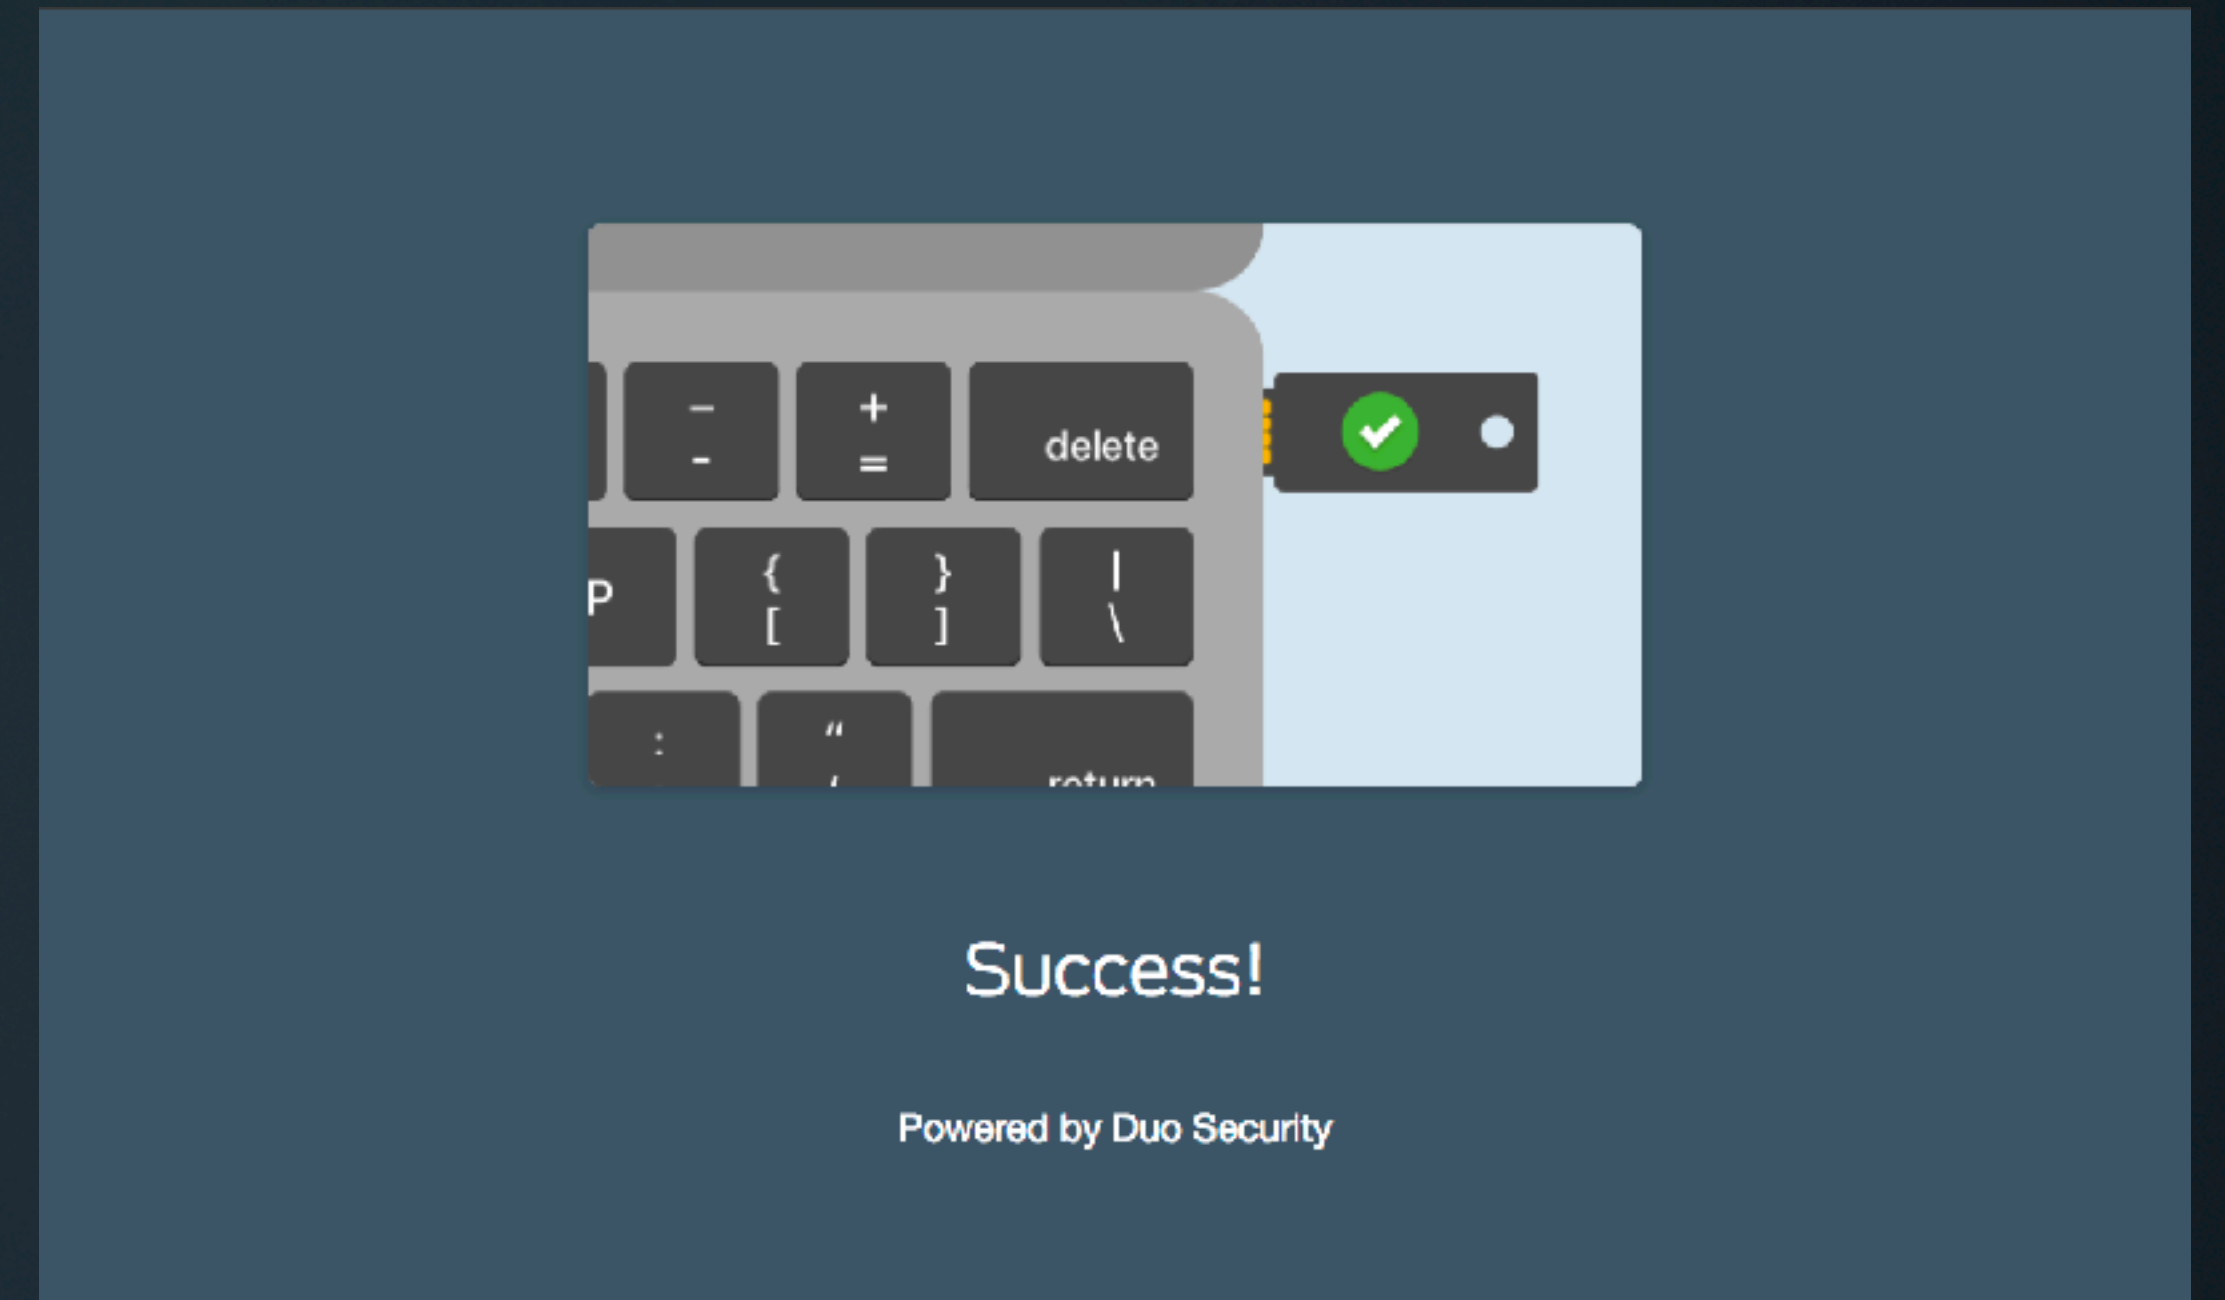 – + delete
- =
P { } |
[ ] \
: “ return
Success!
Powered by Duo Security